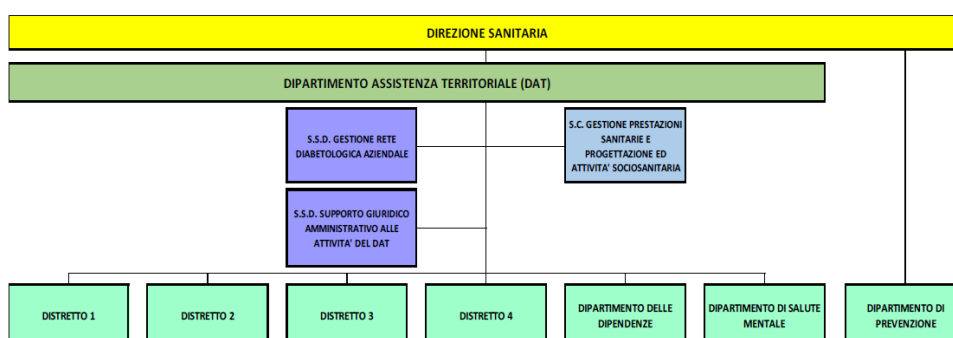 DIREZIONE SANITARIA
DIPARTIMENTO ASSISTENZA TERRITORIALE (DAT)
S.S.D. GESTIONE RETE
DIABETOLOGICA AZIENDALE
S.C. GESTIONE PRESTAZIONI
SANITARIE E
PROGETTAZIONE ED
ATTIVITA' SOCIOSANITARIA
S.S.D. SUPPORTO GIURIDICO
AMMINISTRATIVO ALLE
ATTIVITA' DEL DAT
DISTRETTO 1
DISTRETTO 2
DISTRETTO 3
DISTRETTO 4
DIPARTIMENTO DELLE
DIPENDENZE
DIPARTIMENTO DI SALUTE
MENTALE
DIPARTIMENTO DI
PREVENZIONE